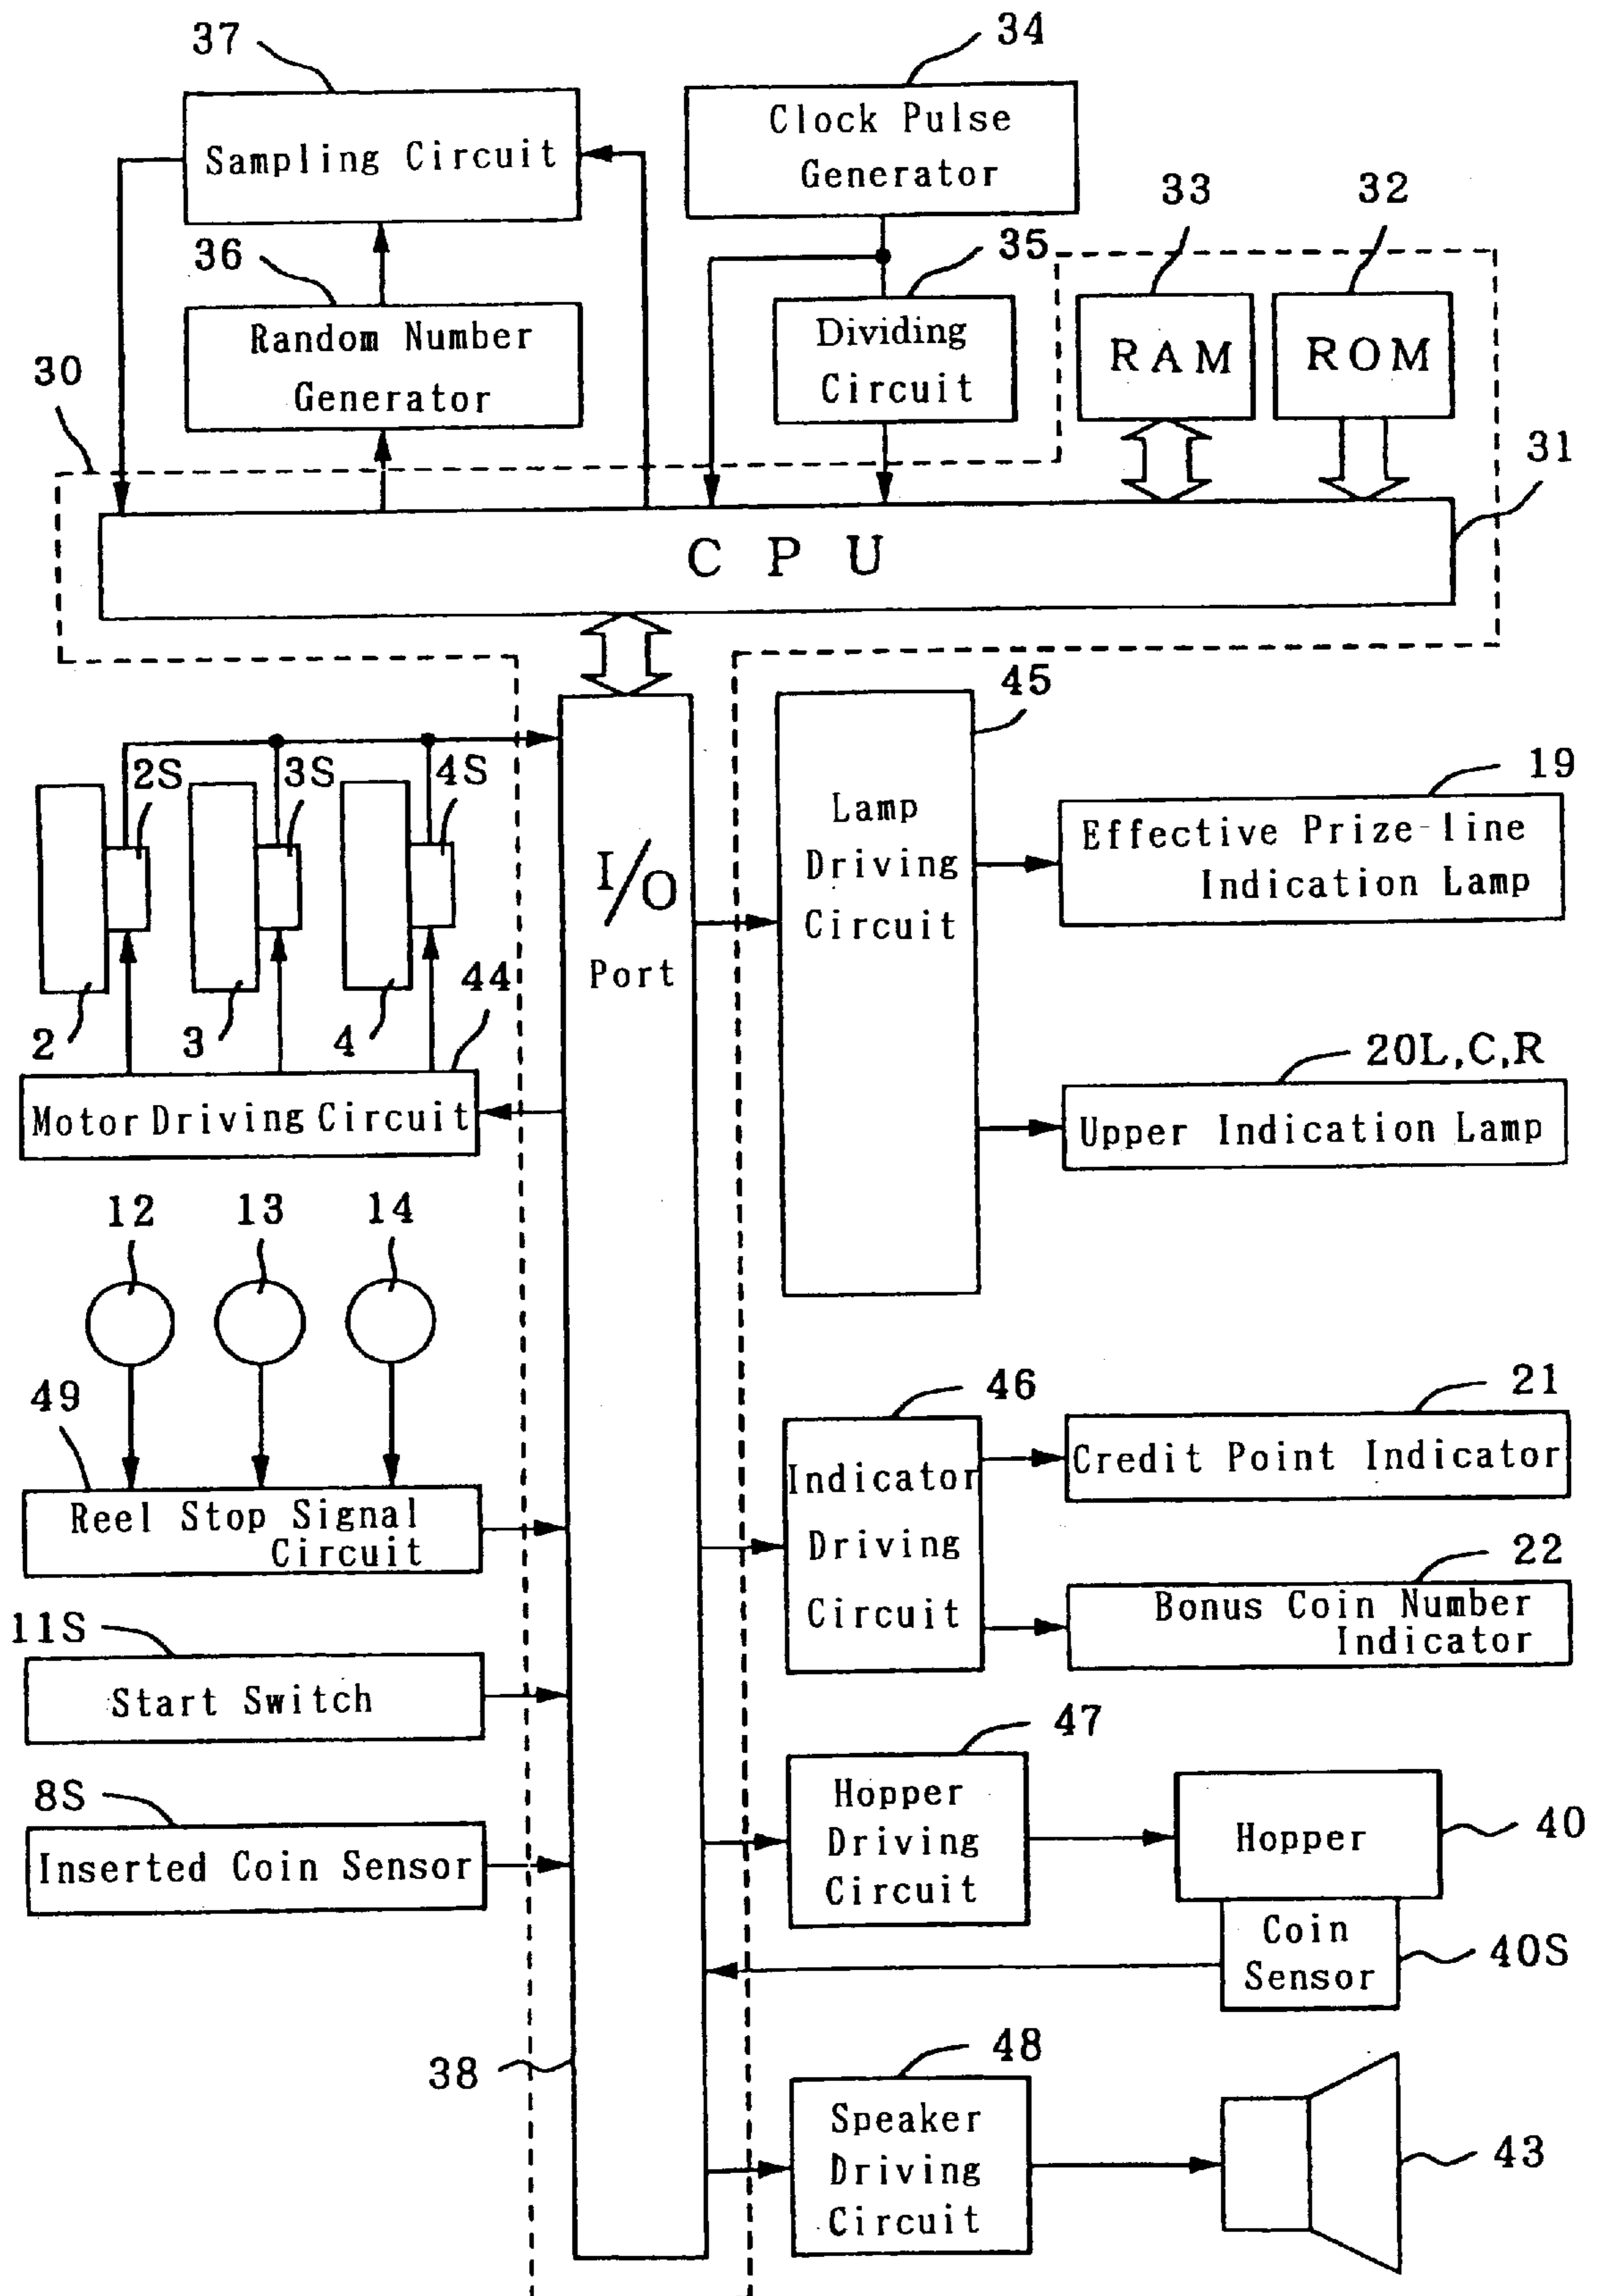 37
34
Sampling Circuit
Clock Pulse
Generator
33
32
36
35
Random Number
Generator
Dividing
Circuit
RAM
ROM
30
31
CPU
45
2S
3S
4S
19
I/O
Port
Lamp
Driving
Circuit
Effective Prize-line
Indication Lamp
2
3
4
44
20L,C,R
Motor Driving Circuit
Upper Indication Lamp
12
13
14
49
46
21
Reel Stop Signal
Circuit
Indicator
Driving
Circuit
Credit Point Indicator
22
Bonus Coin Number
Indicator
11S
Start Switch
47
8S
Inserted Coin Sensor
Hopper
Driving
Circuit
Hopper
40
Coin
Sensor
40S
38
48
Speaker
Driving
Circuit
43